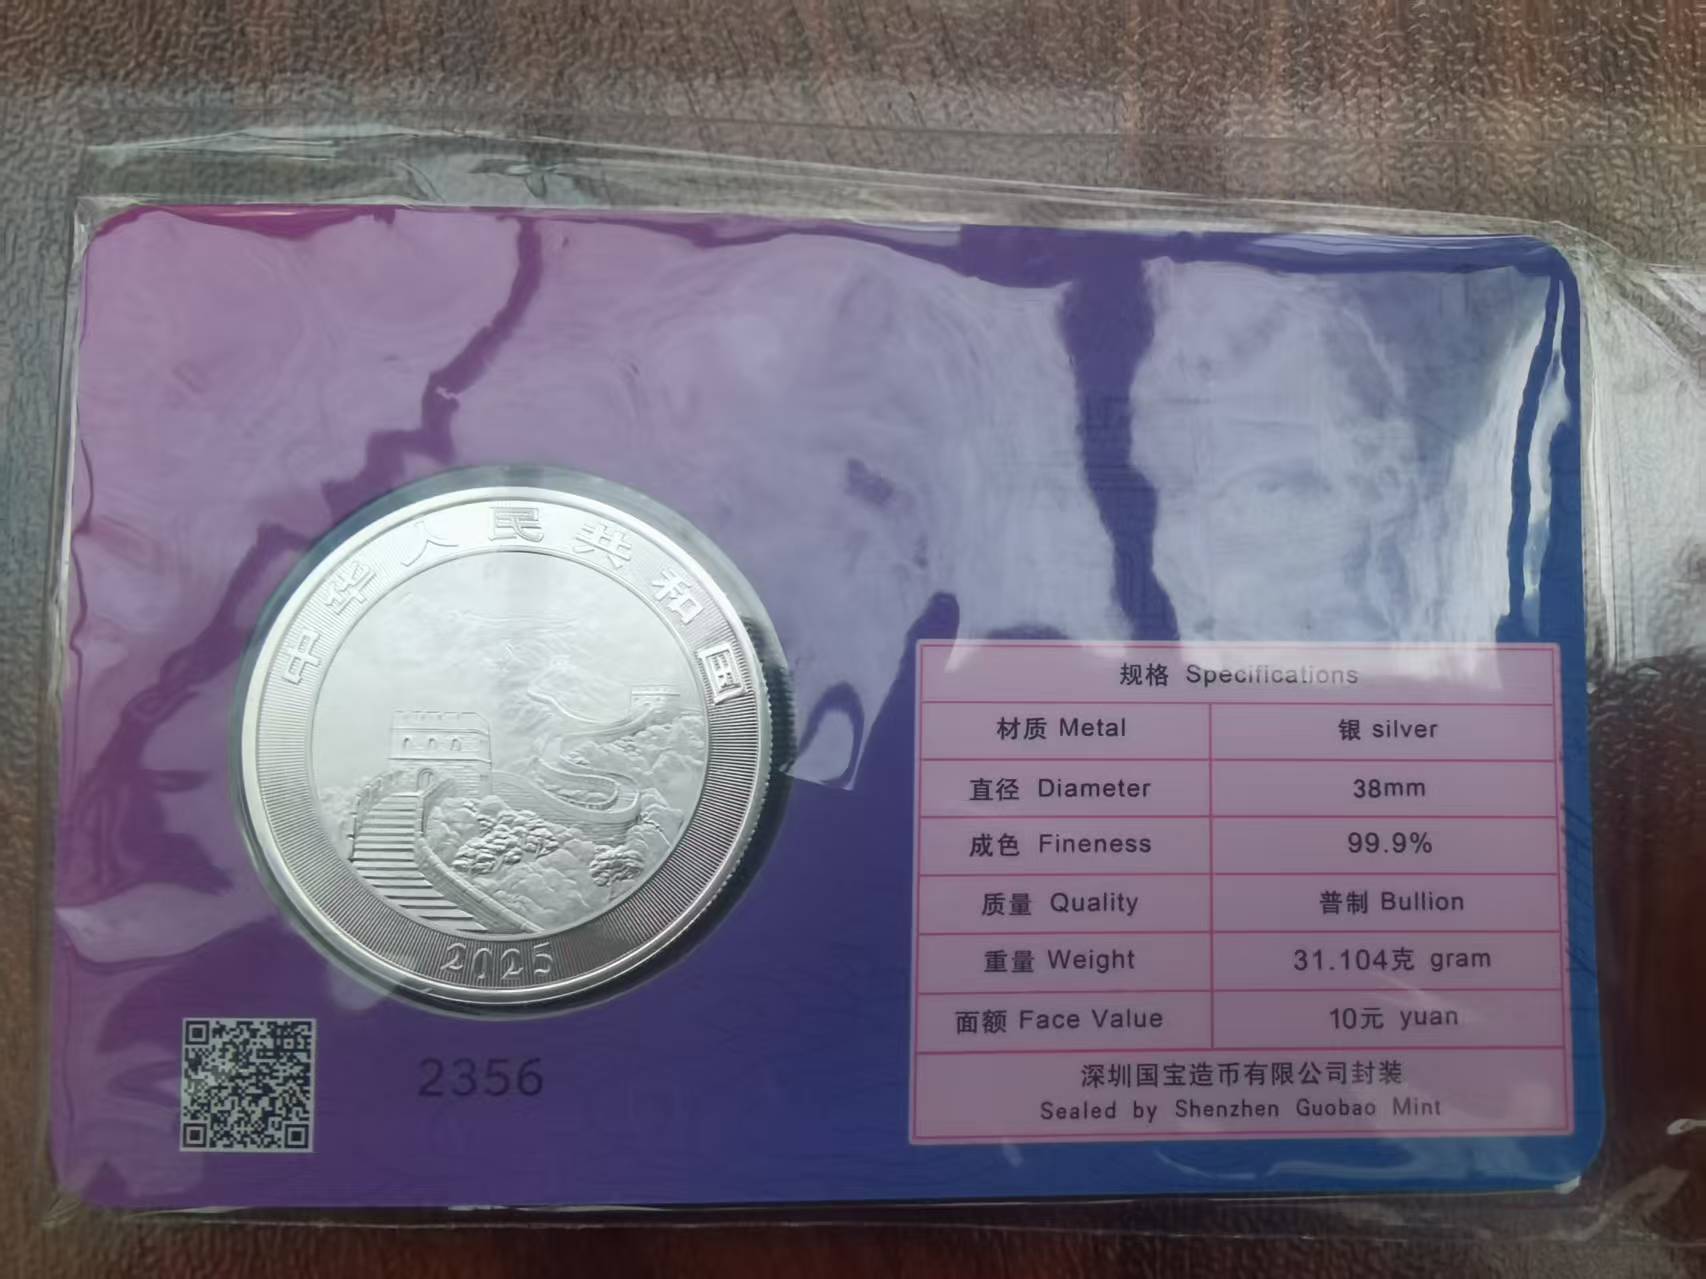 中华人民共和国
2025
2356
规格 Specifications
材质 Metal 银 silver
直径 Diameter 38mm
成色 Fineness 99.9%
质量 Quality 普制 Bullion
重量 Weight 31.104克 gram
面额 Face Value 10元 yuan
深圳国宝造币有限公司封装
Sealed by Shenzhen Guobao Mint